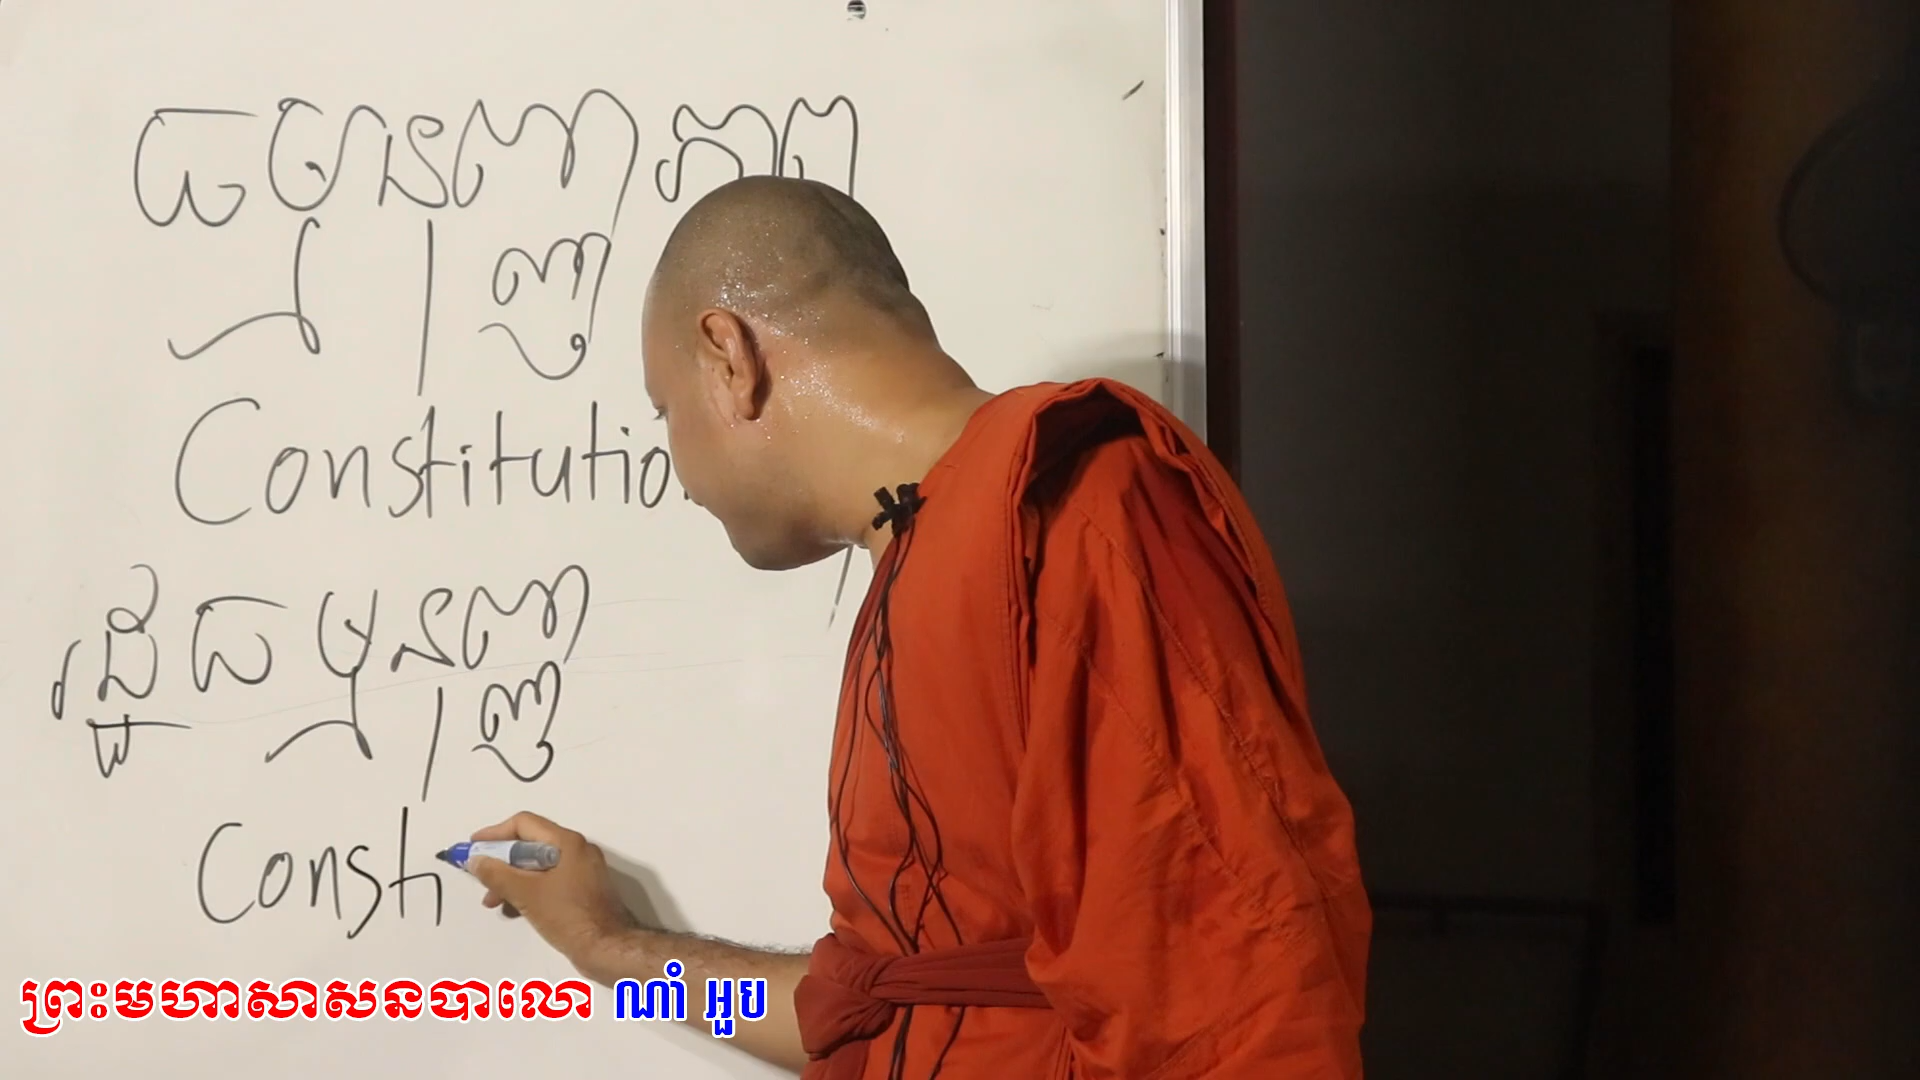 ធម្មានុញ្ញភាព
Constitutio
រដ្ឋធម្មនុញ្ញ
Consti
ព្រះមហាសាសនបាលោ ណាំ អួប